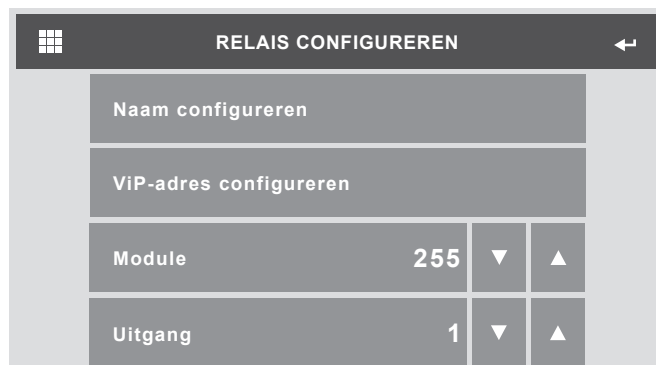 RELAIS CONFIGUREREN
Naam configureren
ViP-adres configureren
Module 255
Uitgang 1